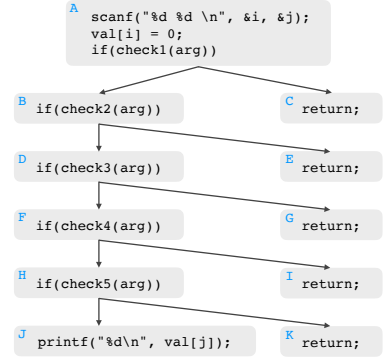 A
scanf("%d %d \n", &i, &j);
val[i] = 0;
if(check1(arg))
B if(check2(arg))
C return;
D if(check3(arg))
E return;
F if(check4(arg))
G return;
H if(check5(arg))
I return;
J printf("%d\n", val[j]);
K return;